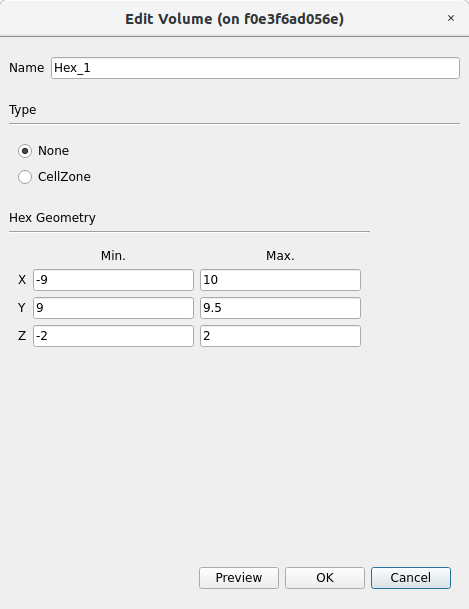 Edit Volume (on f0e3f6ad056e)
×
Name Hex_1
Type
None
CellZone
Hex Geometry
Min. Max.
X -9 10
Y 9 9.5
Z -2 2
Preview OK Cancel